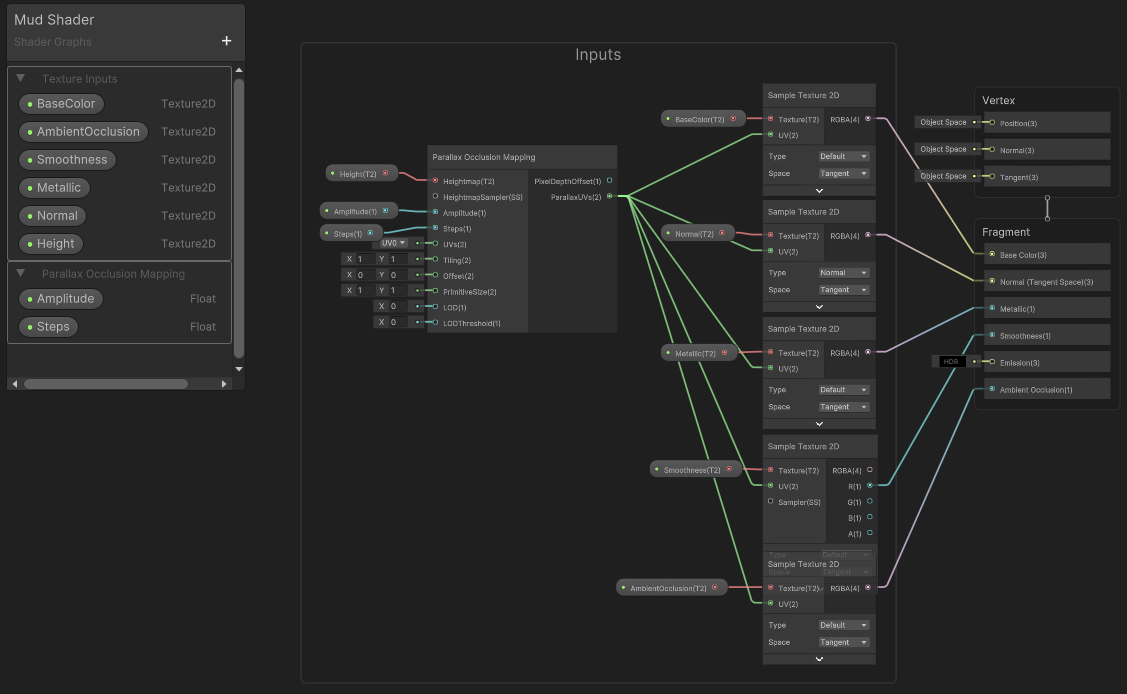 Mud Shader
Shader Graphs
+
Texture Inputs
BaseColor Texture2D
AmbientOcclusion Texture2D
Smoothness Texture2D
Metallic Texture2D
Normal Texture2D
Height Texture2D
Parallax Occlusion Mapping
Amplitude Float
Steps Float
Inputs
Height(T2)
Amplitude(1)
Steps(1)
UV0
X 1 Y 1
X 0 Y 0
X 1 Y 1
X 0
X 0
Parallax Occlusion Mapping
Heightmap(T2) PixelDepthOffset(1)
HeightmapSampler(SS) ParallaxUVs(2)
Amplitude(1)
Steps(1)
UVs(2)
Tiling(2)
Offset(2)
PrimitiveSize(2)
LOD(1)
LODThreshold(1)
BaseColor(T2)
Sample Texture 2D
Texture(T2) RGBA(4)
UV(2)
Type Default
Space Tangent
Normal(T2)
Sample Texture 2D
Texture(T2) RGBA(4)
UV(2)
Type Normal
Space Tangent
Metallic(T2)
Sample Texture 2D
Texture(T2) RGBA(4)
UV(2)
Type Default
Space Tangent
Smoothness(T2)
Sample Texture 2D
Texture(T2) RGBA(4)
UV(2) R(1)
Sampler(SS) G(1)
B(1)
A(1)
Type Default
Space Tangent
AmbientOcclusion(T2)
Sample Texture 2D
Texture(T2) RGBA(4)
UV(2)
Type Default
Space Tangent
Vertex
Object Space Position(3)
Object Space Normal(3)
Object Space Tangent(3)
Fragment
Base Color(3)
Normal (Tangent Space)(3)
Metallic(1)
Smoothness(1)
HDR Emission(3)
Ambient Occlusion(1)